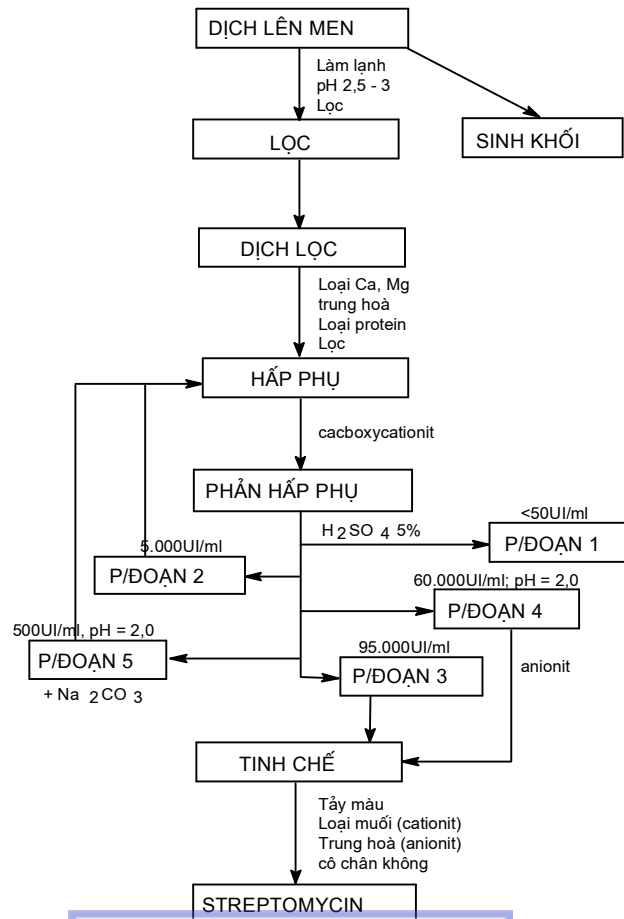 DỊCH LÊN MEN
Làm lạnh
pH 2,5 - 3
Lọc
LỌC
SINH KHỐI
DỊCH LỌC
Loại Ca, Mg
trung hoà
Loại protein
Lọc
HẤP PHỤ
cacboxycationit
PHẢN HẤP PHỤ
<50UI/ml
H2SO4 5%
P/ĐOẠN 1
5.000UI/ml
P/ĐOẠN 2
60.000UI/ml; pH = 2,0
P/ĐOẠN 4
500UI/ml, pH = 2,0
P/ĐOẠN 5
+ Na2CO3
95.000UI/ml
P/ĐOẠN 3
anionit
TINH CHẾ
Tảy màu
Loại muối (cationit)
Trung hoà (anionit)
cô chân không
STREPTOMYCIN